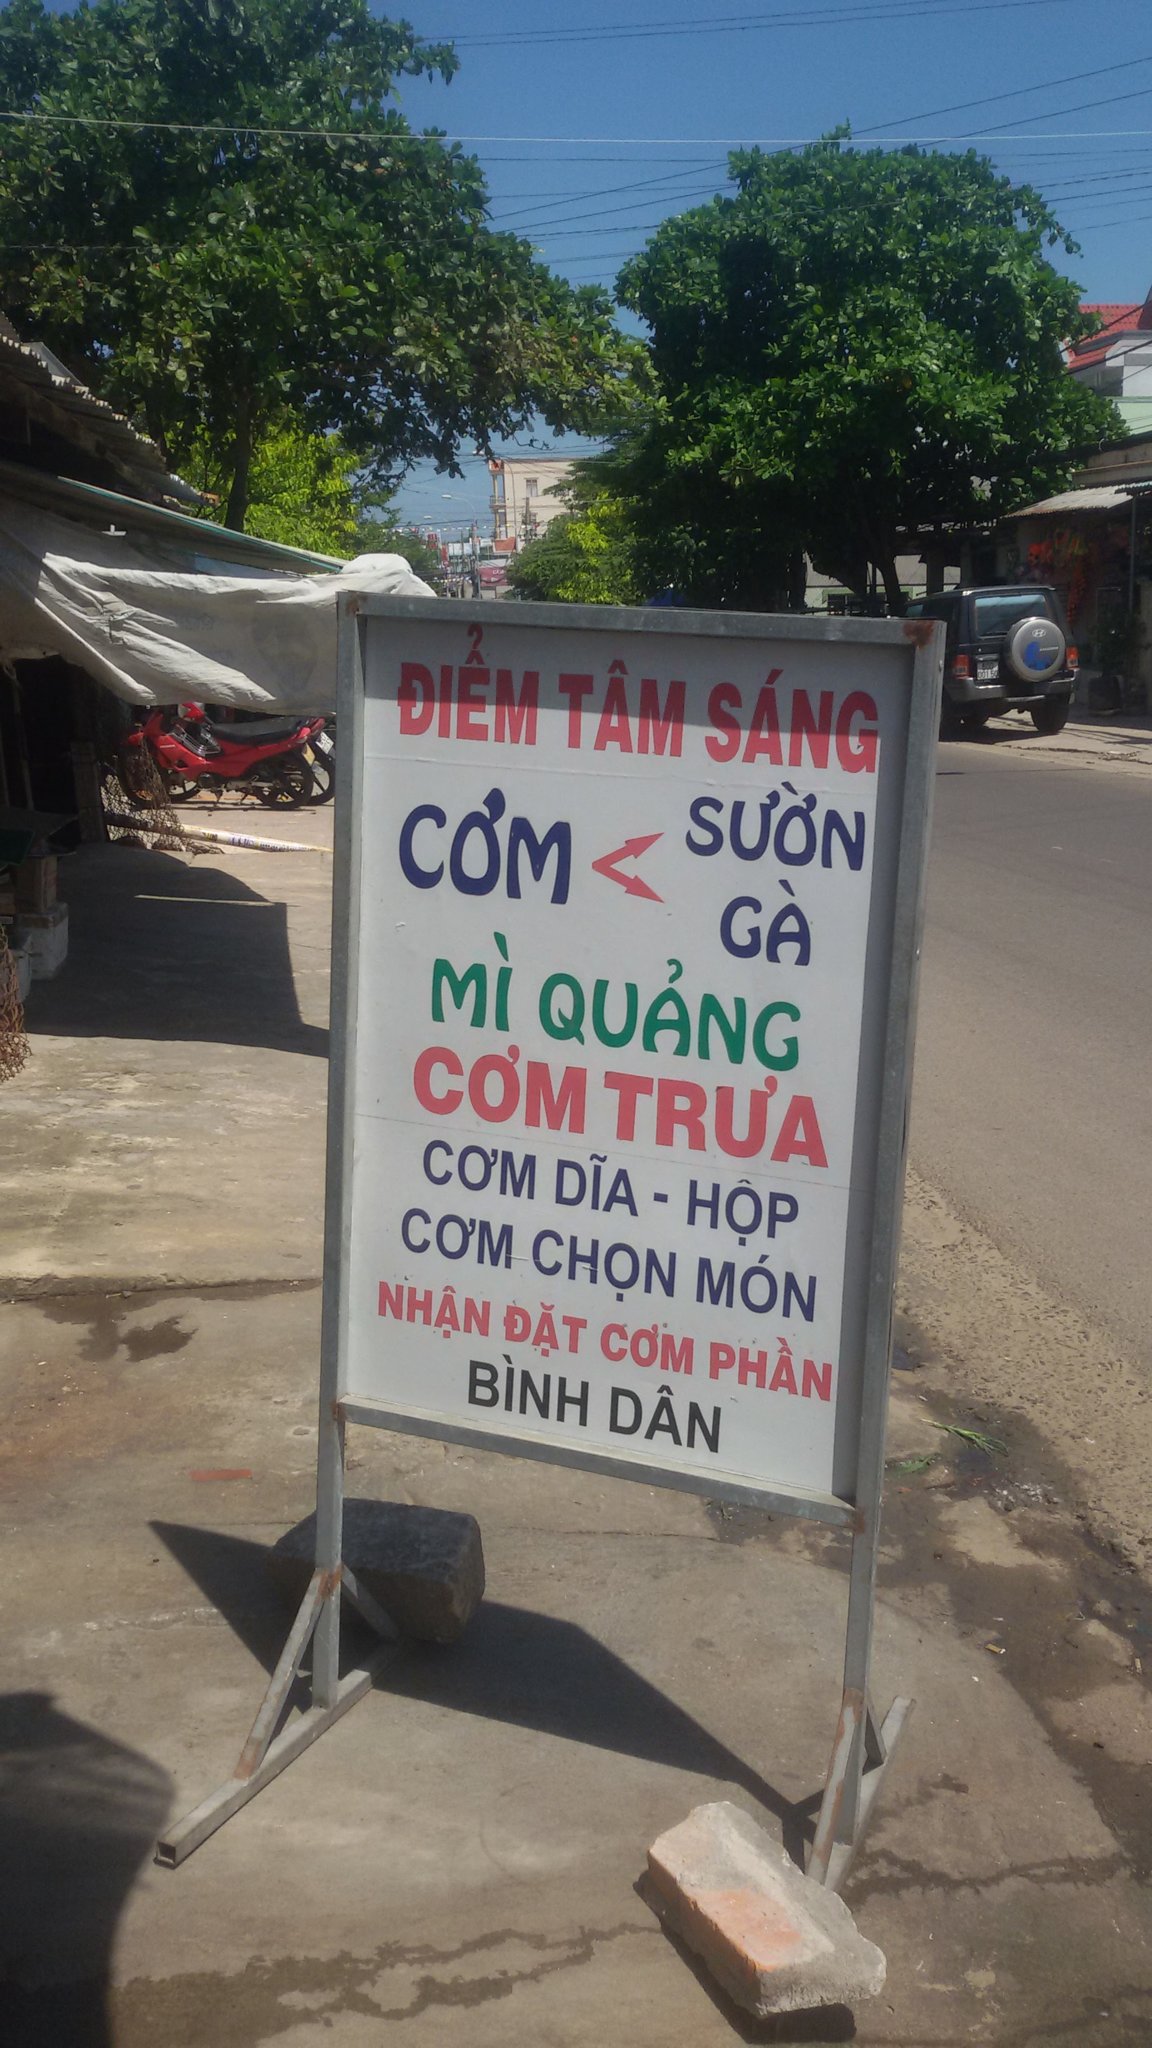 ĐIỂM TÂM SÁNG
CƠM < SƯỜN
GÀ
MÌ QUẢNG
CƠM TRƯA
CƠM DĨA - HỘP
CƠM CHỌN MÓN
NHẬN ĐẶT CƠM PHẦN
BÌNH DÂN